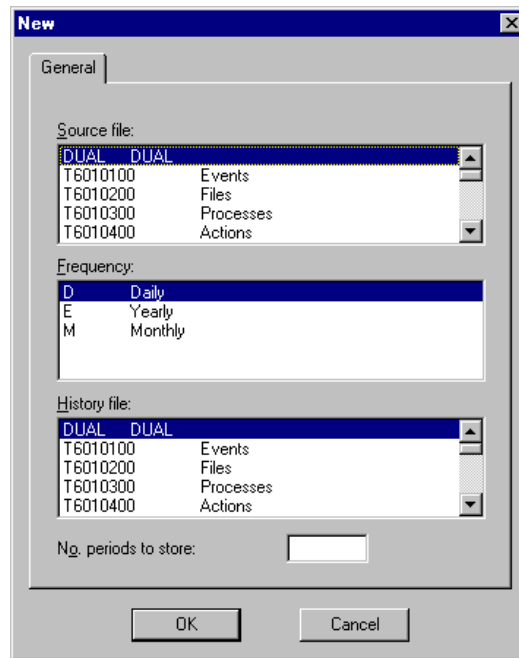 New
General
Source file:
DUAL DUAL
T6010100 Events
T6010200 Files
T6010300 Processes
T6010400 Actions
Frequency:
D Daily
E Yearly
M Monthly
History file:
DUAL DUAL
T6010100 Events
T6010200 Files
T6010300 Processes
T6010400 Actions
No. periods to store:
OK Cancel